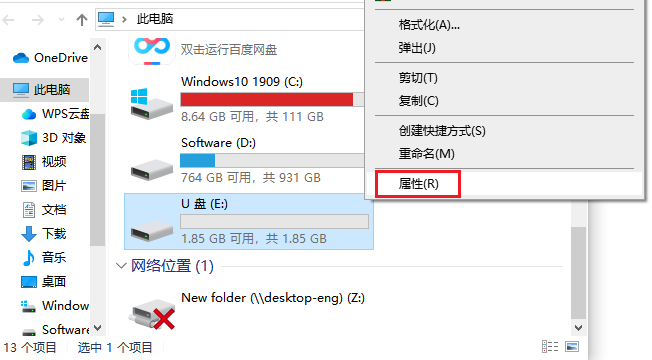 此电脑
OneDrive
此电脑
WPS云盘
3D 对象
视频
图片
文档
下载
音乐
桌面
Window
Software
双击运行百度网盘
Windows10 1909 (C:)
8.64 GB 可用，共 111 GB
Software (D:)
764 GB 可用，共 931 GB
U 盘 (E:)
1.85 GB 可用，共 1.85 GB
网络位置 (1)
New folder (\\desktop-eng) (Z:)
格式化(A)...
弹出(J)
剪切(T)
复制(C)
创建快捷方式(S)
重命名(M)
属性(R)
13 个项目
选中 1 个项目